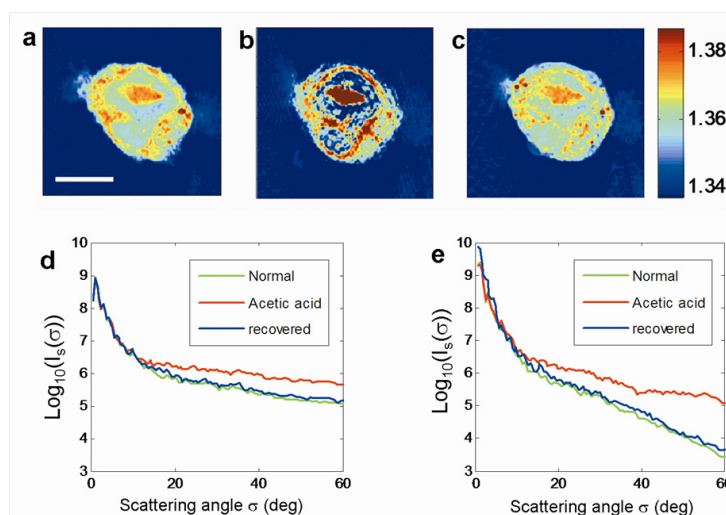 a
b
c
1.38
1.36
1.34
d
10
9
8
7
6
5
4
3
Log10(Is(σ))
Normal
Acetic acid
recovered
0 20 40 60
Scattering angle σ (deg)
e
10
9
8
7
6
5
4
3
Log10(Is(σ))
Normal
Acetic acid
recovered
0 20 40 60
Scattering angle σ (deg)